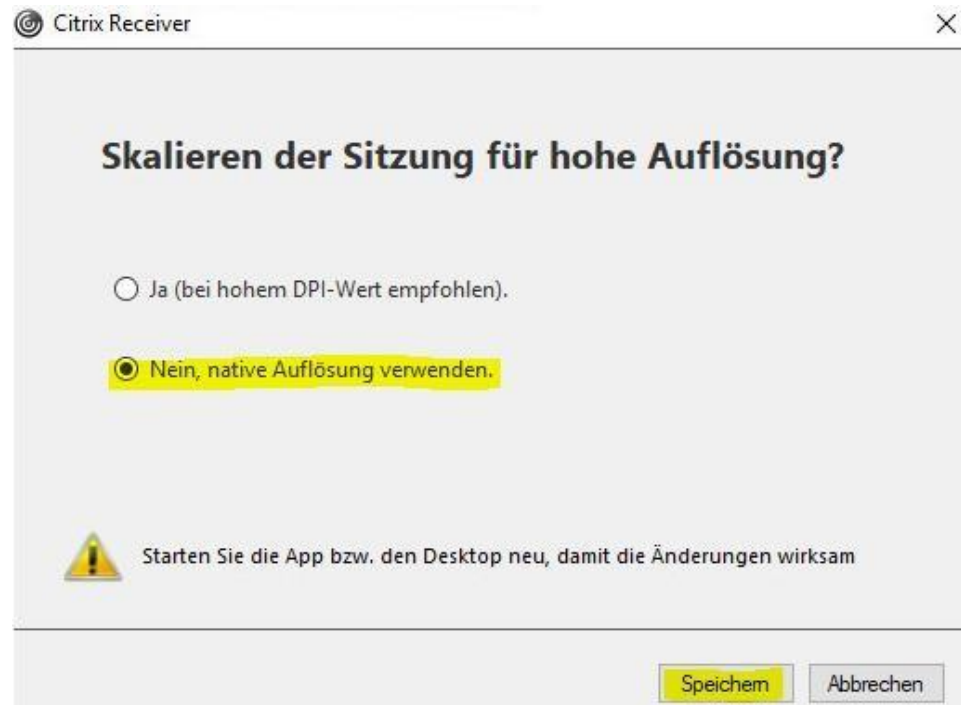 Citrix Receiver
Skalieren der Sitzung für hohe Auflösung?
Ja (bei hohem DPI-Wert empfohlen).
Nein, native Auflösung verwenden.
Starten Sie die App bzw. den Desktop neu, damit die Änderungen wirksam
Speichern Abbrechen